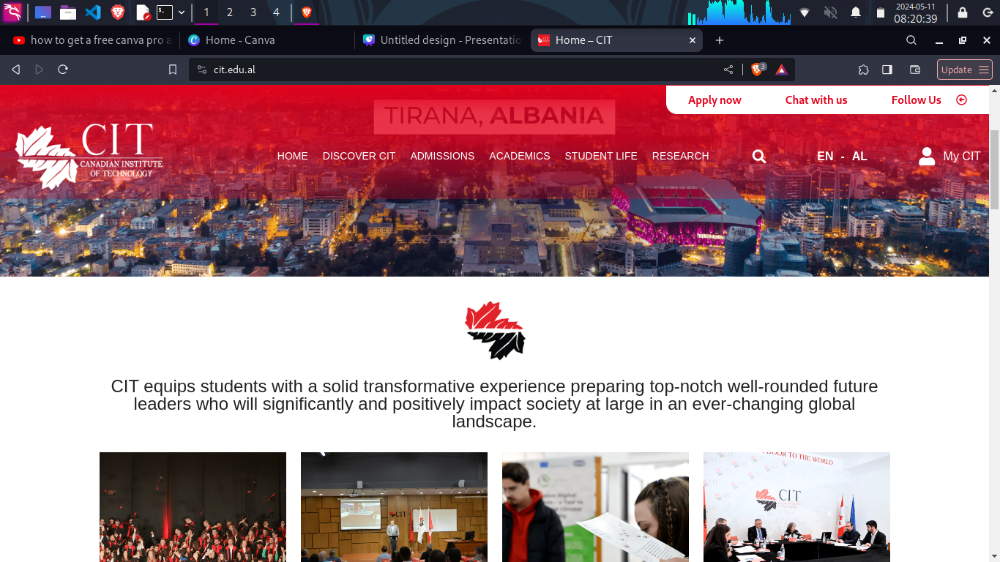 1 2 3 4
2024-05-11
08:20:39
how to get a free canva pro a
Home - Canva
Untitled design - Presentatio
Home – CIT
cit.edu.al
3
Update
Apply now Chat with us Follow Us
TIRANA, ALBANIA
CIT
CANADIAN INSTITUTE
OF TECHNOLOGY
HOME DISCOVER CIT ADMISSIONS ACADEMICS STUDENT LIFE RESEARCH
EN - AL
My CIT
CIT equips students with a solid transformative experience preparing top-notch well-rounded future
leaders who will significantly and positively impact society at large in an ever-changing global
landscape.
CIT
DOOR TO THE WORLD
CIT